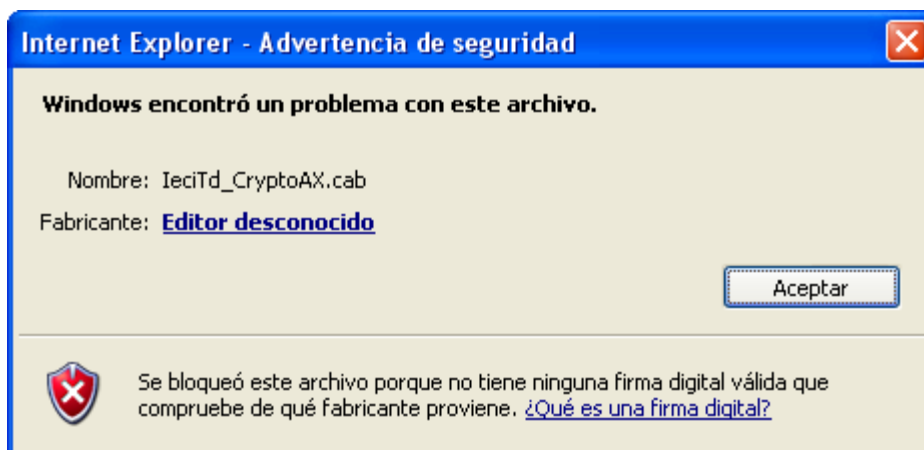 Internet Explorer - Advertencia de seguridad
Windows encontró un problema con este archivo.
Nombre: IeciTd_CryptoAX.cab
Fabricante: Editor desconocido
Aceptar
Se bloqueó este archivo porque no tiene ninguna firma digital válida que
compruebe de qué fabricante proviene. ¿Qué es una firma digital?